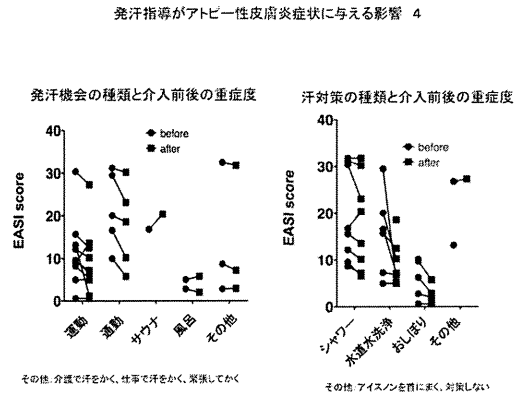 発汗指導がアトピー性皮膚炎症状に与える影響 4
発汗機会の種類と介入前後の重症度
before
after
EASI score
40
30
20
10
0
運動
通勤
サウナ
風呂
その他
その他: 介護で汗をかく、仕事で汗をかく、緊張してかく
汗対策の種類と介入前後の重症度
before
after
EASI score
40
30
20
10
0
シャワー
水道水洗浄
おしぼり
その他
その他: アイスノンを首にまく、対策しない